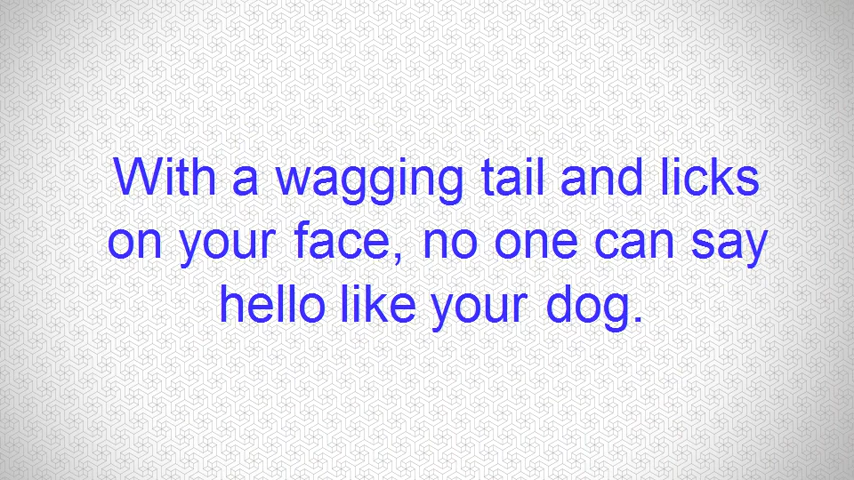 With a wagging tail and licks
on your face, no one can say
hello like your dog.